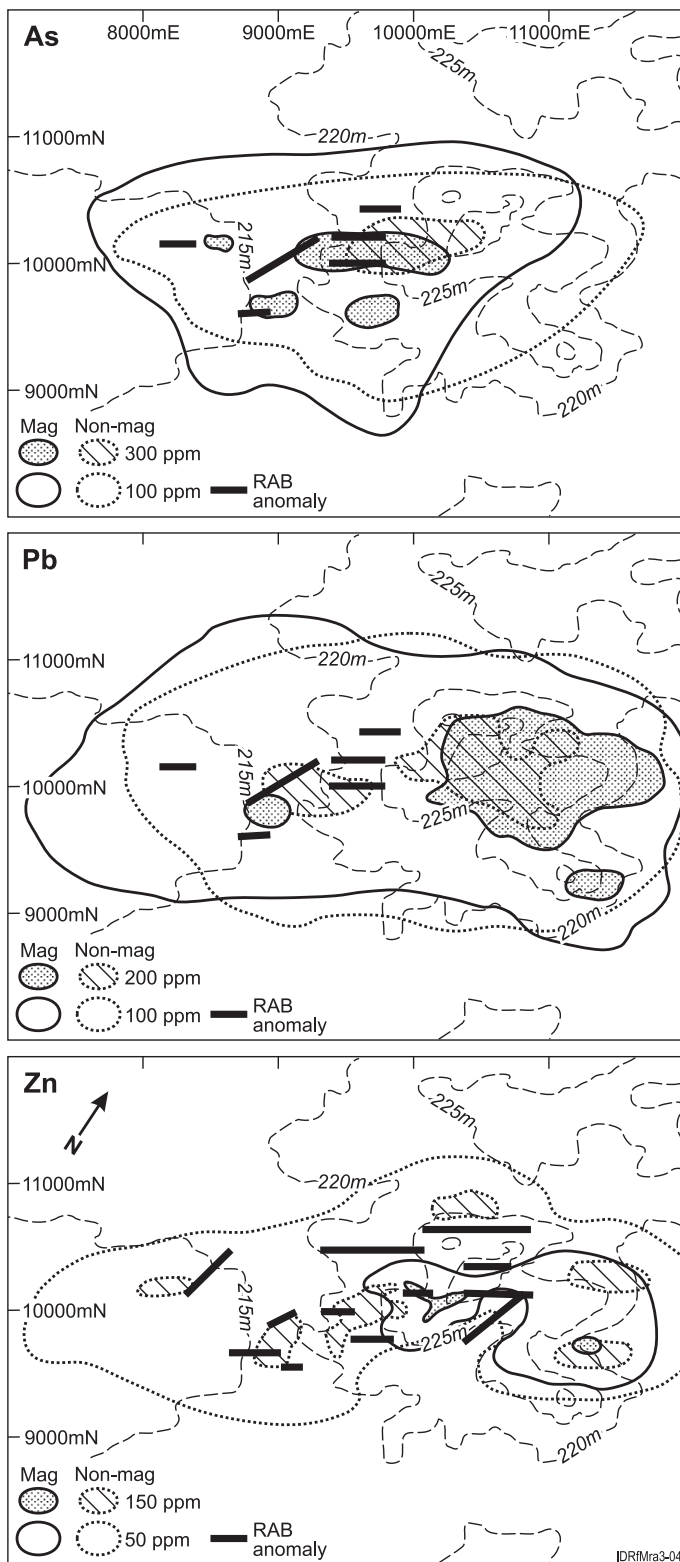 As
8000mE 9000mE 10000mE 11000mE
225m
11000mN
220m
215m
10000mN
225m
9000mN
220m
Mag Non-mag
300 ppm
100 ppm RAB anomaly
Pb
225m
11000mN
220m
215m
10000mN
225m
9000mN
220m
Mag Non-mag
200 ppm
100 ppm RAB anomaly
Zn
N
225m
11000mN
220m
215m
10000mN
225m
9000mN
220m
Mag Non-mag
150 ppm
50 ppm RAB anomaly
IDRfMra3-04